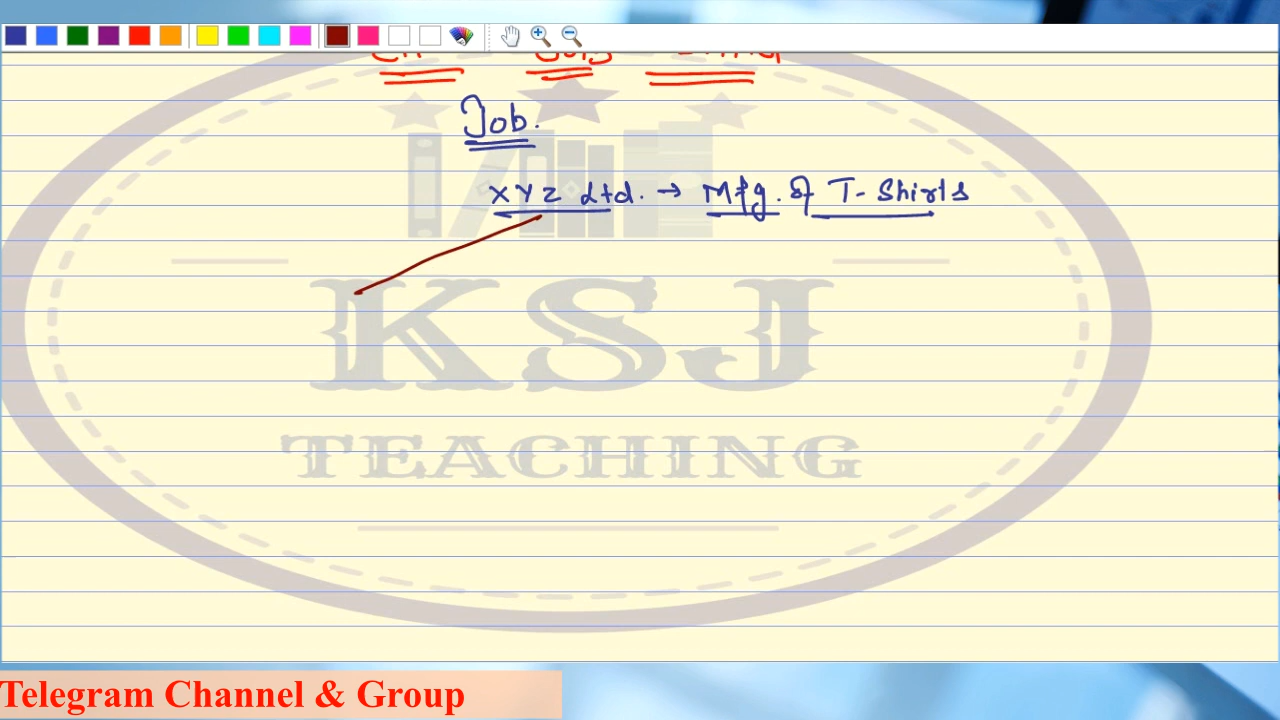 Job.
XYZ Ltd. → Mfg. of T-Shirts
KSJ
TEACHING
Telegram Channel & Group